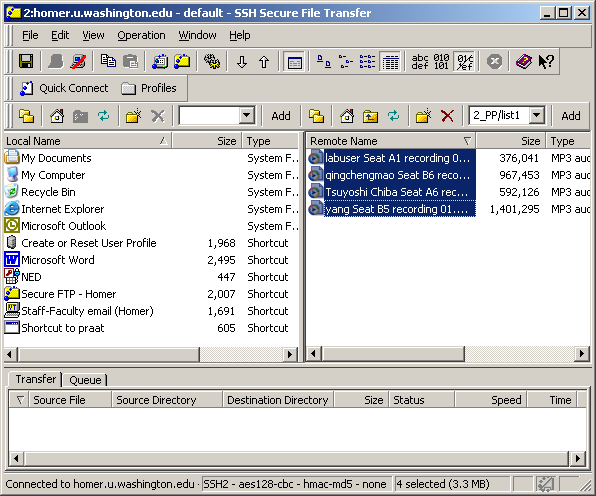 2:homer.u.washington.edu - default - SSH Secure File Transfer
File Edit View Operation Window Help
abc def 010 101 01¢ ƒ€f
Quick Connect Profiles
Add 2_PP/list1 Add
Local Name Size Type
My Documents System F...
My Computer System F...
Recycle Bin System F...
Internet Explorer System F...
Microsoft Outlook System F...
Create or Reset User Profile 1,968 Shortcut
Microsoft Word 2,495 Shortcut
NED 447 Shortcut
Secure FTP - Homer 2,007 Shortcut
Staff-Faculty email (Homer) 1,691 Shortcut
Shortcut to praat 605 Shortcut
Remote Name Size Type
labuser Seat A1 recording 0... 376,041 MP3 aud
qingchengmao Seat B6 reco... 967,453 MP3 aud
Tsuyoshi Chiba Seat A6 rec... 592,126 MP3 aud
yang Seat B5 recording 01.... 1,401,295 MP3 aud
Transfer Queue
Source File Source Directory Destination Directory Size Status Speed Time
Connected to homer.u.washington.edu - SSH2 - aes128-cbc - hmac-md5 - none 4 selected (3.3 MB)